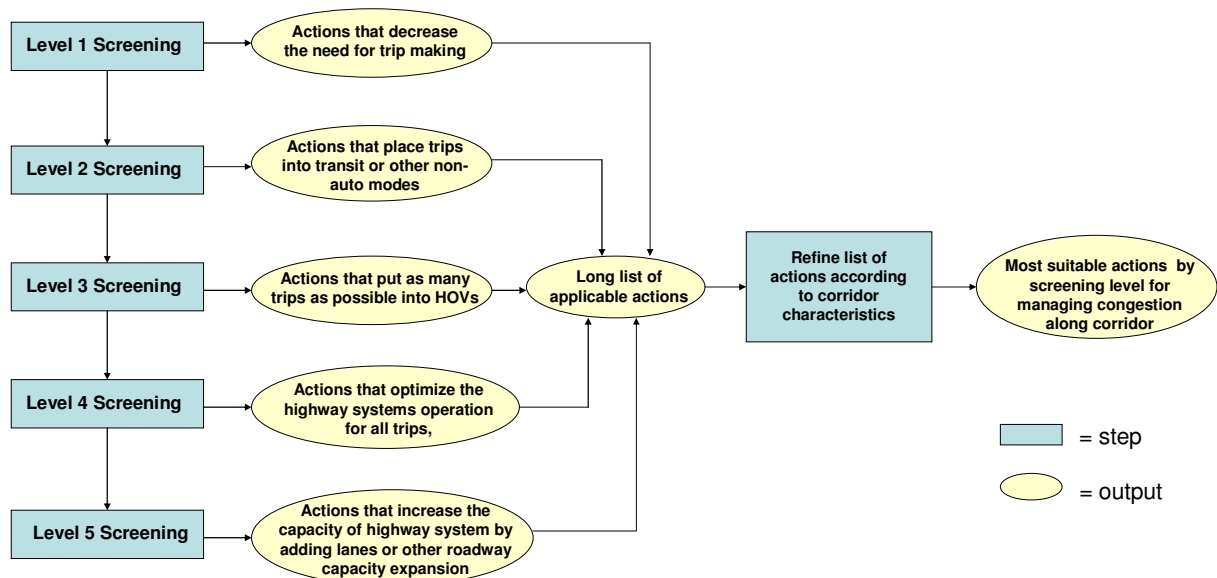 Level 1 Screening
Actions that decrease
the need for trip making
Level 2 Screening
Actions that place trips
into transit or other non-
auto modes
Level 3 Screening
Actions that put as many
trips as possible into HOVs
Long list of
applicable actions
Refine list of
actions according
to corridor
characteristics
Most suitable actions by
screening level for
managing congestion
along corridor
Level 4 Screening
Actions that optimize the
highway systems operation
for all trips,
Level 5 Screening
Actions that increase the
capacity of highway system by
adding lanes or other roadway
capacity expansion
= step
= output